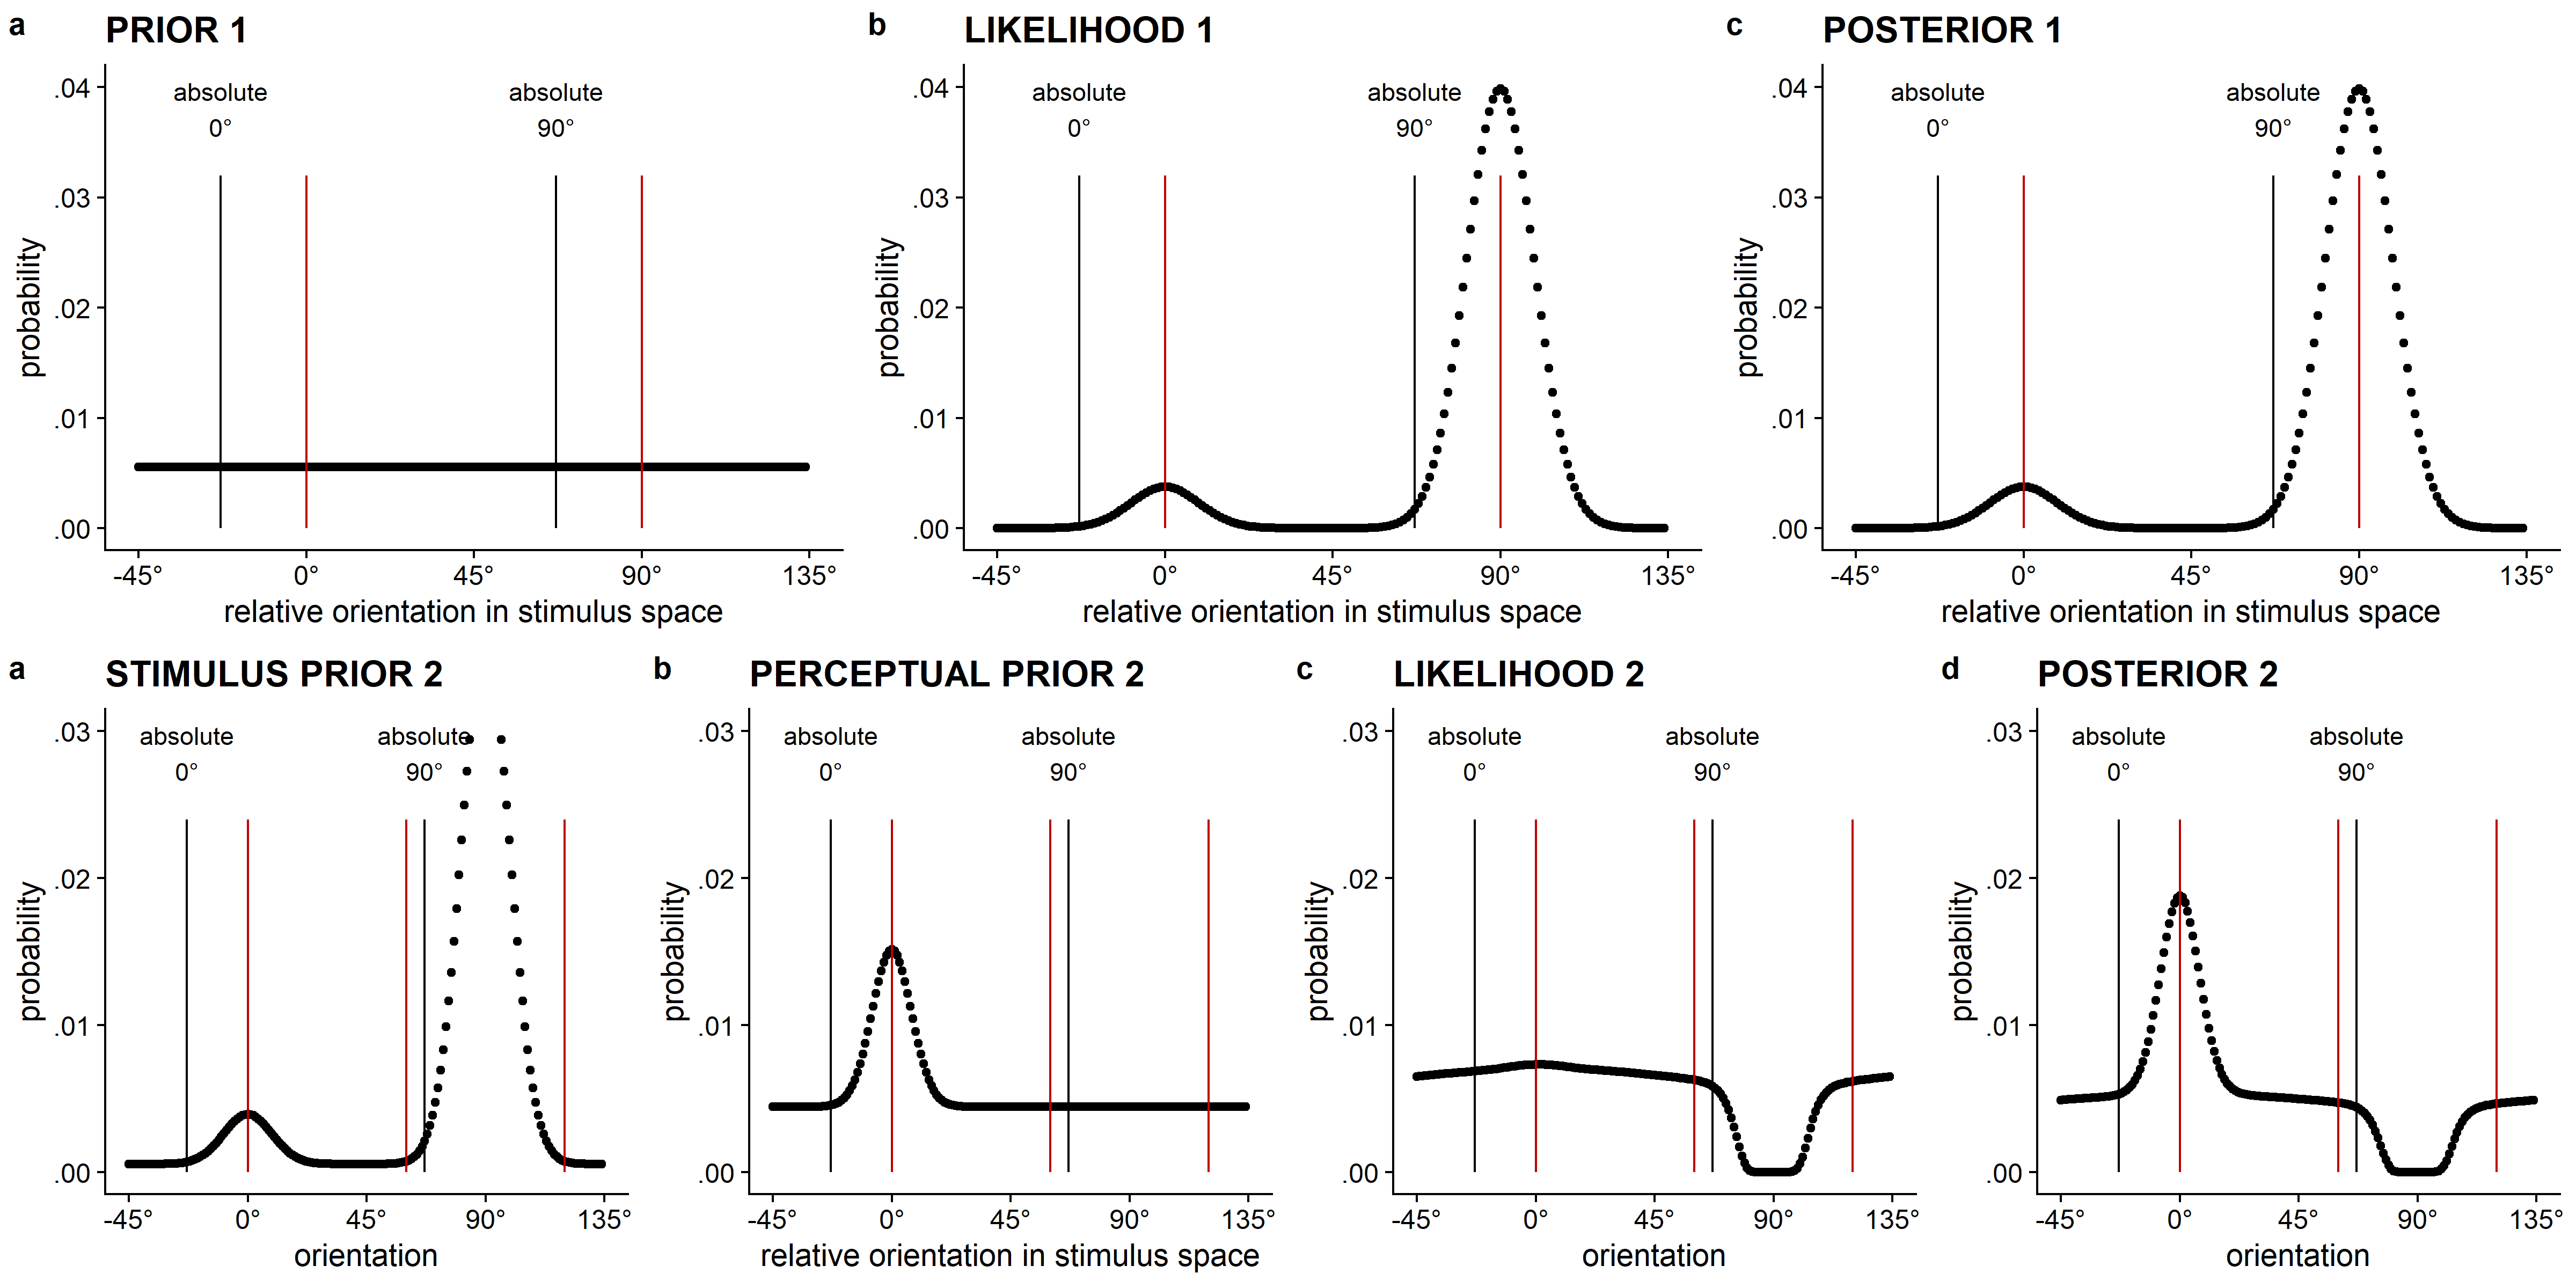 a PRIOR 1
.04
.03
.02
.01
.00
probability
absolute
0°
absolute
90°
-45° 0° 45° 90° 135°
relative orientation in stimulus space
b LIKELIHOOD 1
.04
.03
.02
.01
.00
probability
absolute
0°
absolute
90°
-45° 0° 45° 90° 135°
relative orientation in stimulus space
c POSTERIOR 1
.04
.03
.02
.01
.00
probability
absolute
0°
absolute
90°
-45° 0° 45° 90° 135°
relative orientation in stimulus space
a STIMULUS PRIOR 2
.03
.02
.01
.00
probability
absolute
0°
absolute
90°
-45° 0° 45° 90° 135°
orientation
b PERCEPTUAL PRIOR 2
.03
.02
.01
.00
probability
absolute
0°
absolute
90°
-45° 0° 45° 90° 135°
relative orientation in stimulus space
c LIKELIHOOD 2
.03
.02
.01
.00
probability
absolute
0°
absolute
90°
-45° 0° 45° 90° 135°
orientation
d POSTERIOR 2
.03
.02
.01
.00
probability
absolute
0°
absolute
90°
-45° 0° 45° 90° 135°
orientation